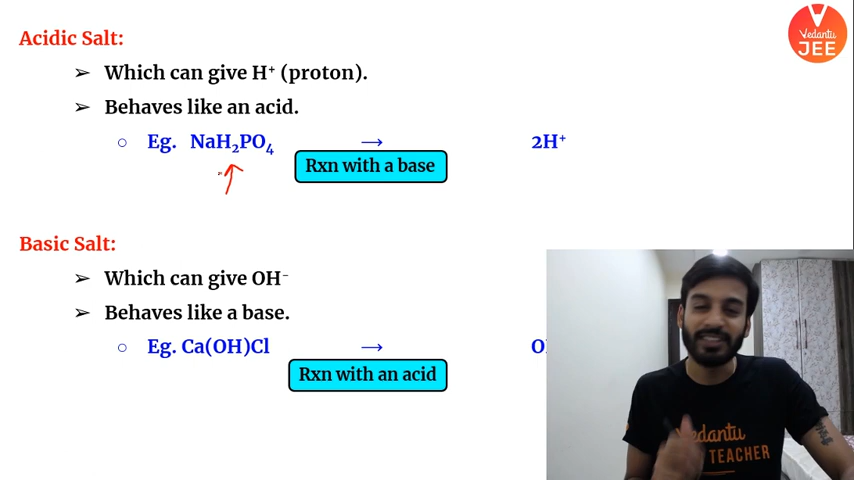 Vedantu
JEE
Acidic Salt:
➢ Which can give H⁺ (proton).
➢ Behaves like an acid.
○ Eg. NaH₂PO₄ → 2H⁺
Rxn with a base
Basic Salt:
➢ Which can give OH⁻
➢ Behaves like a base.
○ Eg. Ca(OH)Cl → O
Rxn with an acid
Vedantu
TEACHER